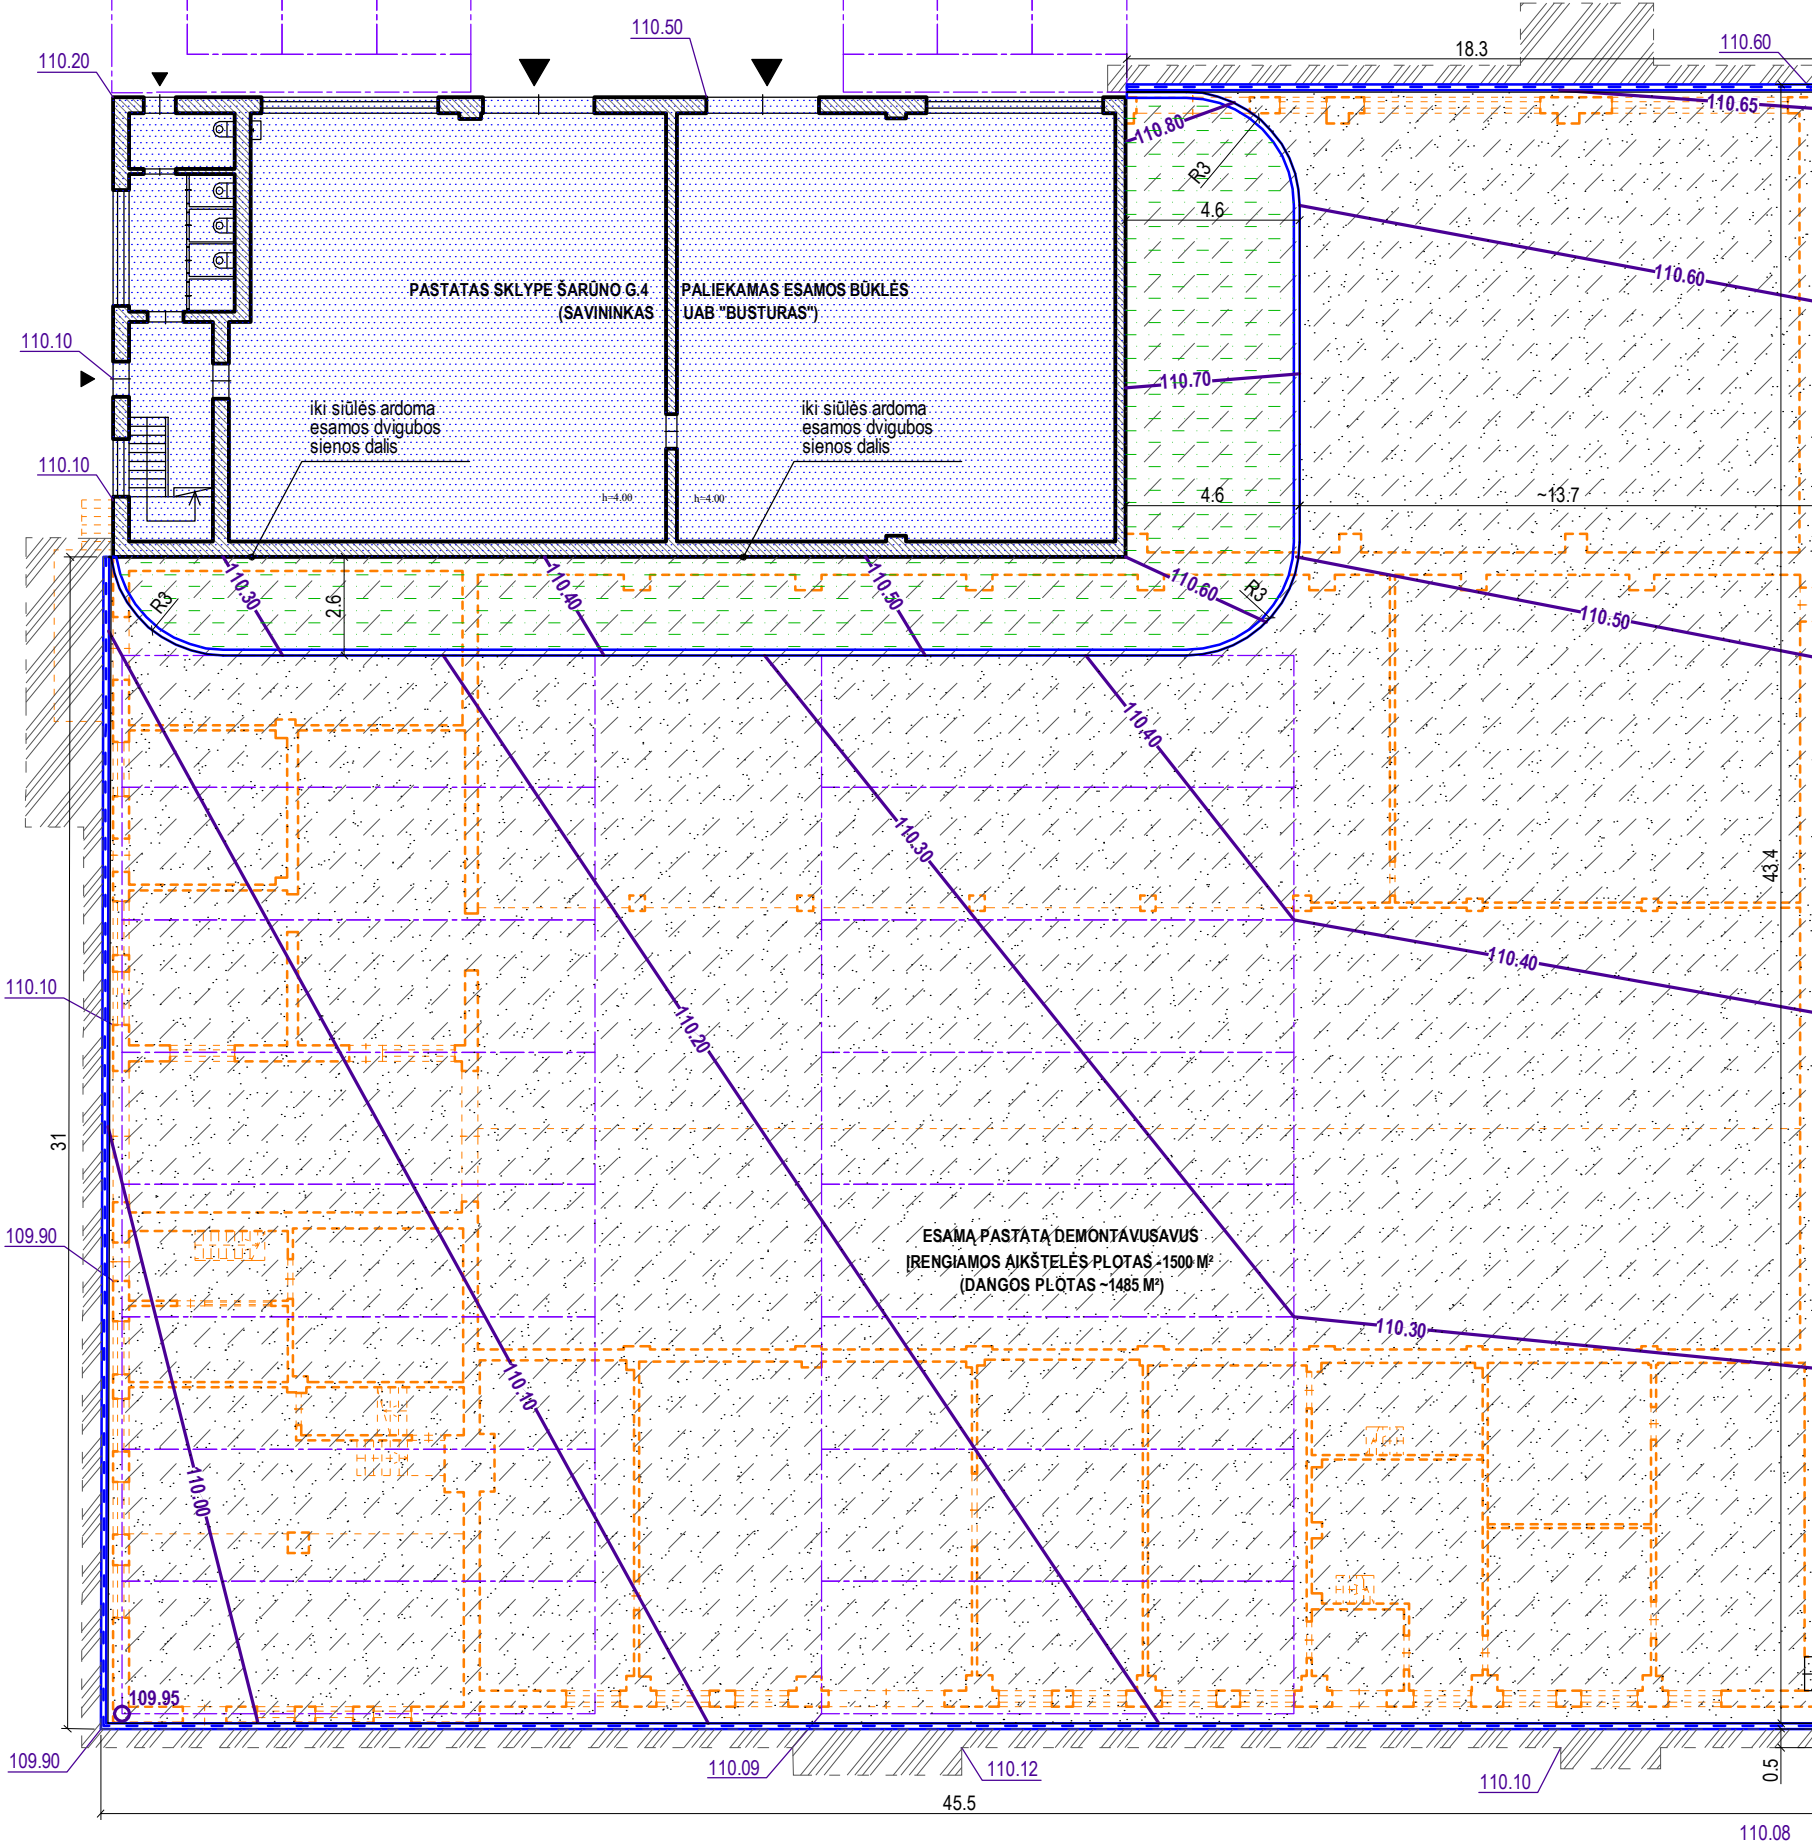 110.50
18.3
110.60
110.20
110.65
110.80
R3
4.6
110.60
PASTATAS SKLYPE ŠARŪNO G.4 PALIEKAMAS ESAMOS BŪKLĖS
(SAVININKAS UAB "BUSTURAS")
110.10
110.70
iki siūlės ardoma
esamos dvigubos
sienos dalis
iki siūlės ardoma
esamos dvigubos
sienos dalis
110.10
h=4.00
h=4.00
4.6
~13.7
110.30
110.40
110.50
110.60
R3
R3
2.6
110.50
110.40
110.30
43.4
110.40
110.10
110.20
31
109.90
ESAMĄ PASTATĄ DEMONTAVUSAVUS
ĮRENGIAMOS AIKŠTELĖS PLOTAS ~1500 M²
(DANGOS PLOTAS ~1485 M²)
110.30
110.10
110.00
109.95
109.90
110.09
110.12
110.10
0.5
45.5
110.08